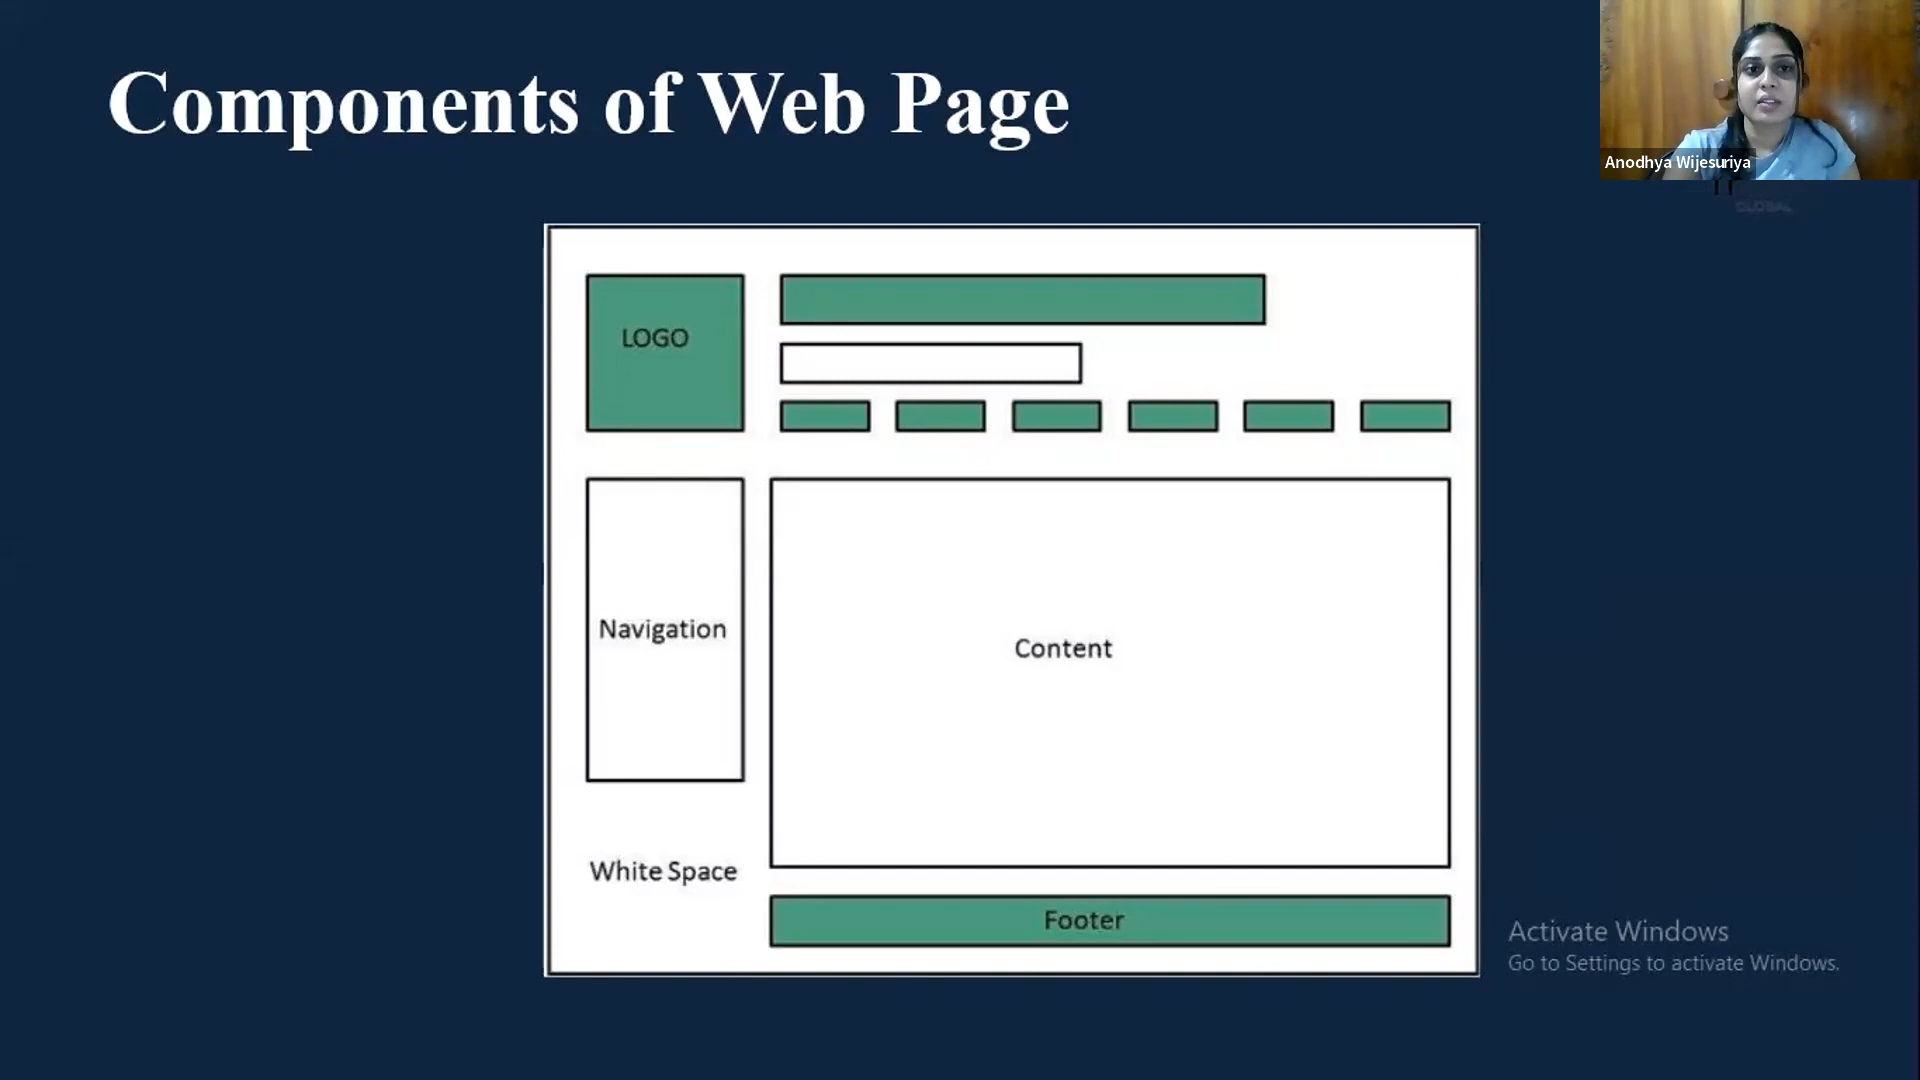 Components of Web Page
Anodhya Wijesuriya
GLOBAL
LOGO
Navigation
Content
White Space
Footer
Activate Windows
Go to Settings to activate Windows.